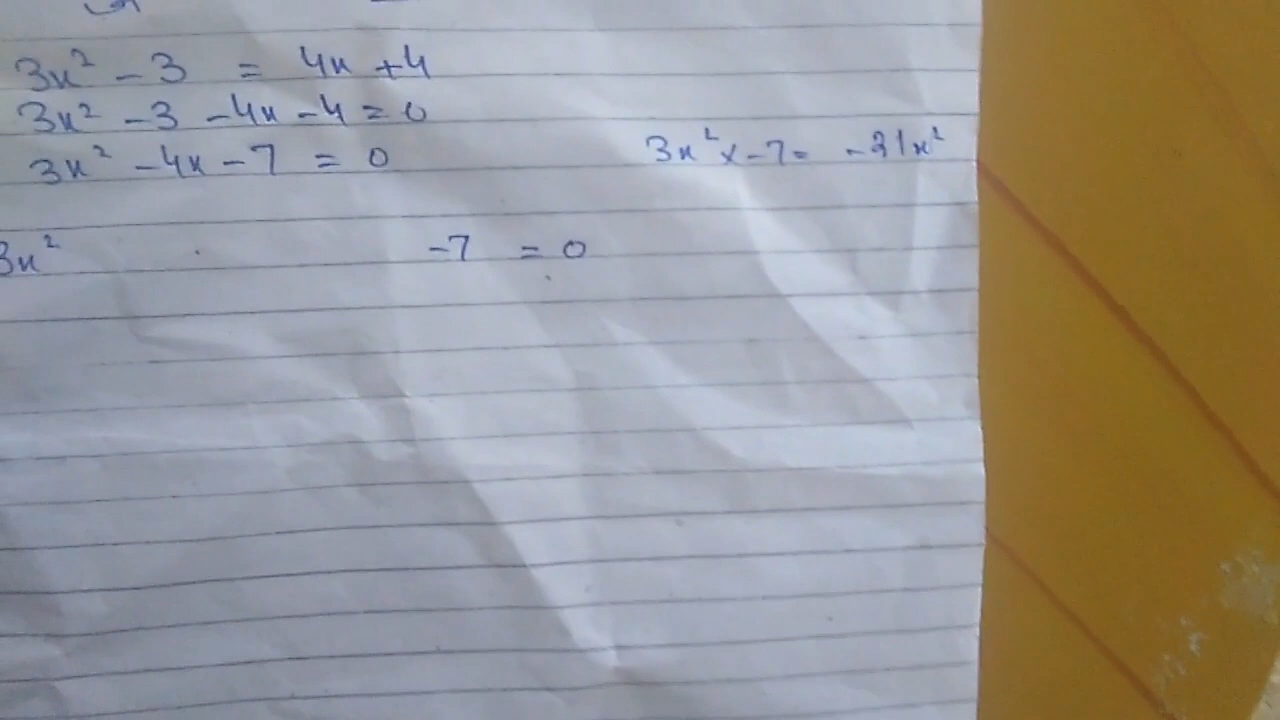 3x² - 3 = 4x + 4
3x² - 3 - 4x - 4 = 0
3x² - 4x - 7 = 0
3x² x -7 = -21x²
3x² -7 = 0